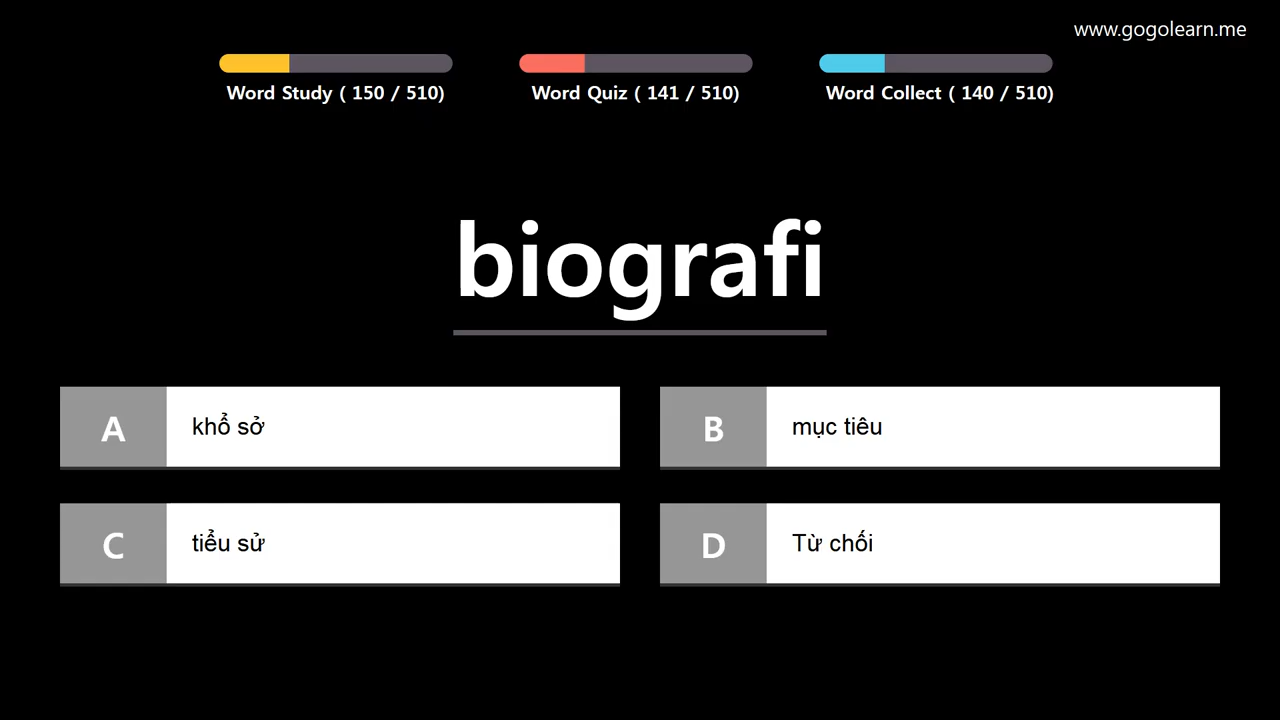 www.gogolearn.me
Word Study ( 150 / 510)
Word Quiz ( 141 / 510)
Word Collect ( 140 / 510)
biografi
A khổ sở
B mục tiêu
C tiểu sử
D Từ chối